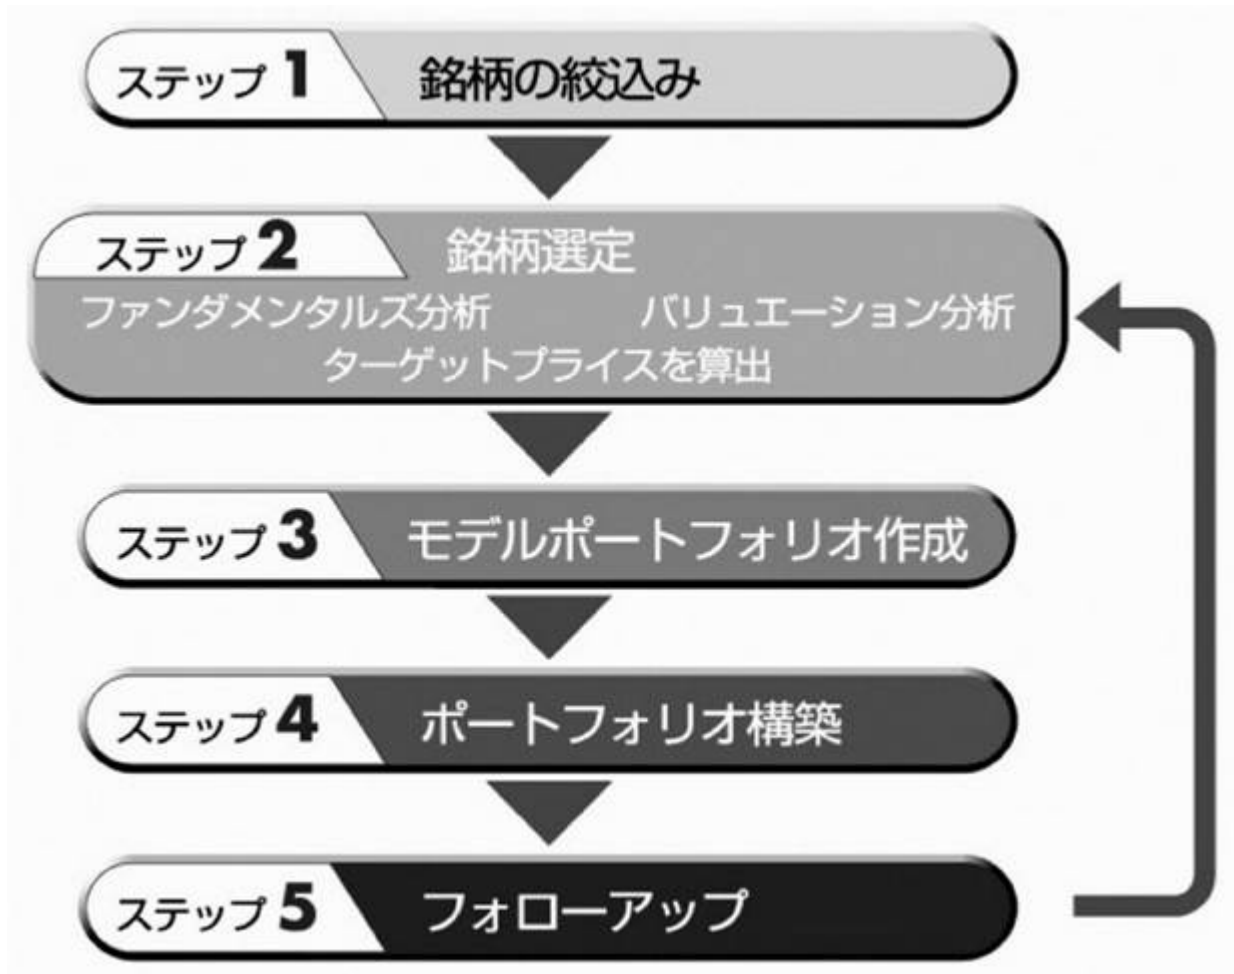 ステップ1 銘柄の絞込み
ステップ2 銘柄選定
ファンダメンタルズ分析 バリュエーション分析
ターゲットプライスを算出
ステップ3 モデルポートフォリオ作成
ステップ4 ポートフォリオ構築
ステップ5 フォローアップ